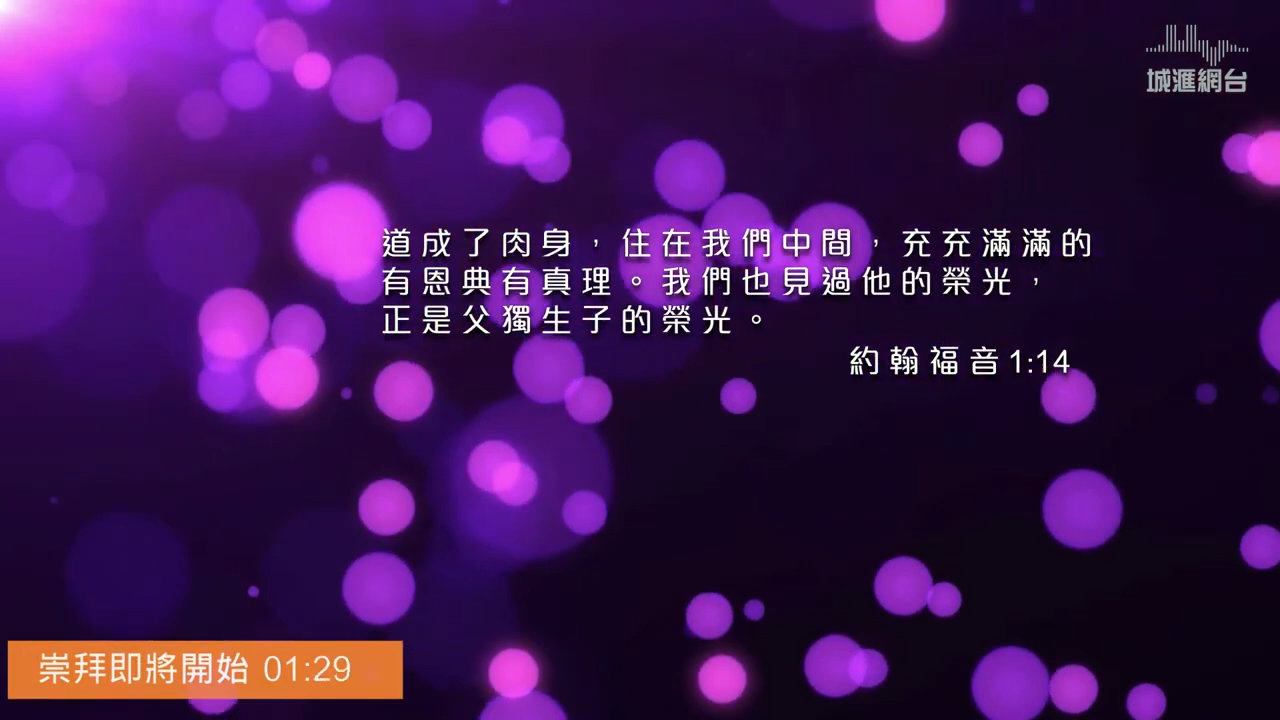 城滙網台
道成了肉身，住在我們中間，充充滿滿的
有恩典有真理。我們也見過他的榮光，
正是父獨生子的榮光。
約翰福音1:14
崇拜即將開始 01:29